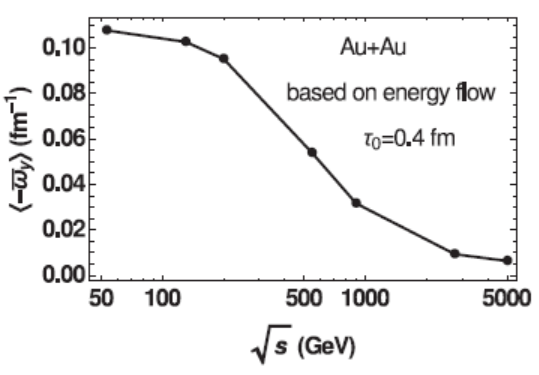 Au+Au
based on energy flow
τ₀=0.4 fm
⟨-ω̅y⟩ (fm⁻¹)
0.10
0.08
0.06
0.04
0.02
0.00
50 100 500 1000 5000
√s (GeV)